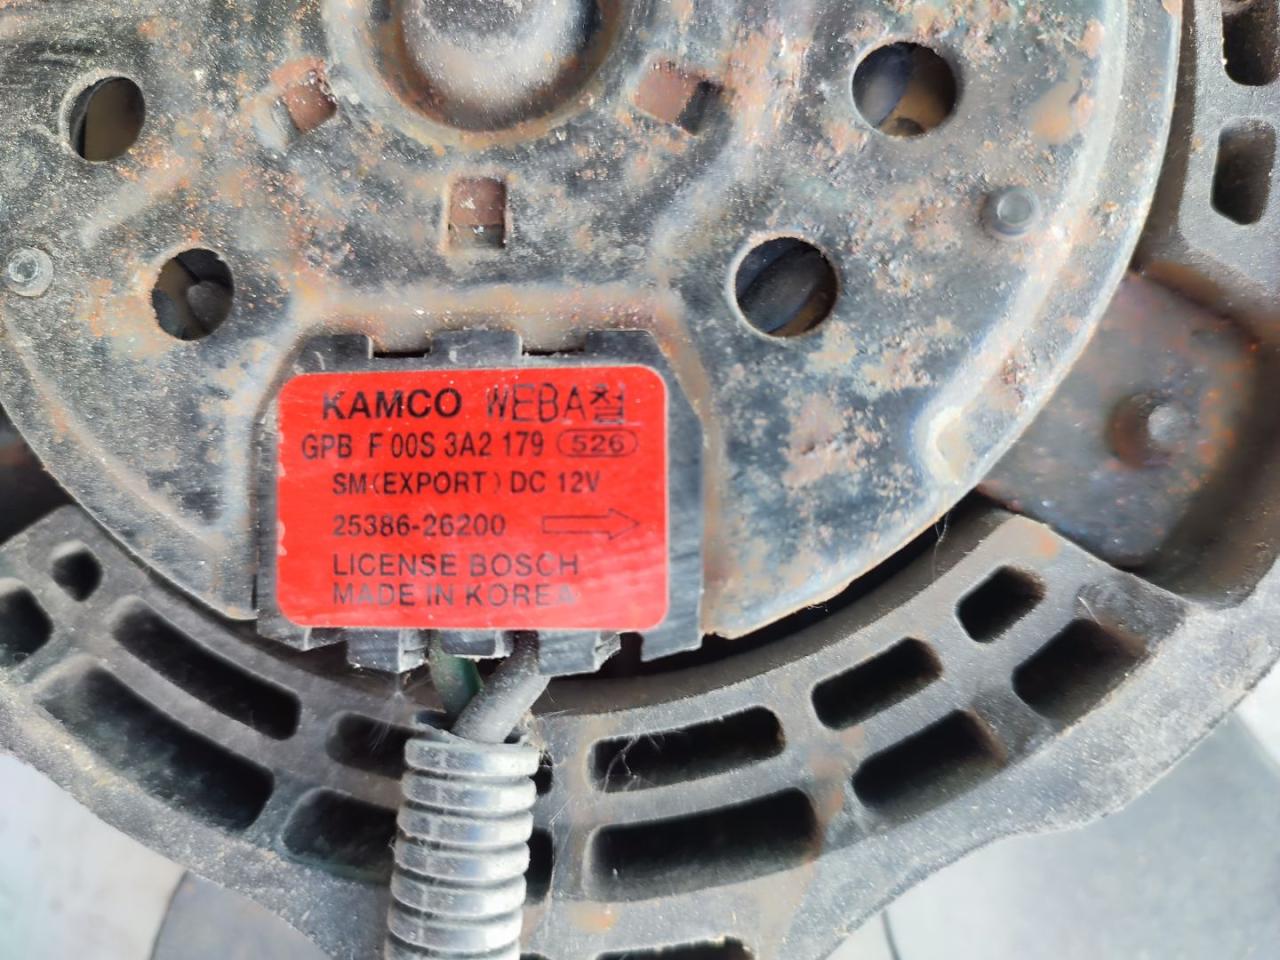 KAMCO WEBA철
GPB F 00S 3A2 179 526
SM(EXPORT) DC 12V
25386-26200
LICENSE BOSCH
MADE IN KOREA